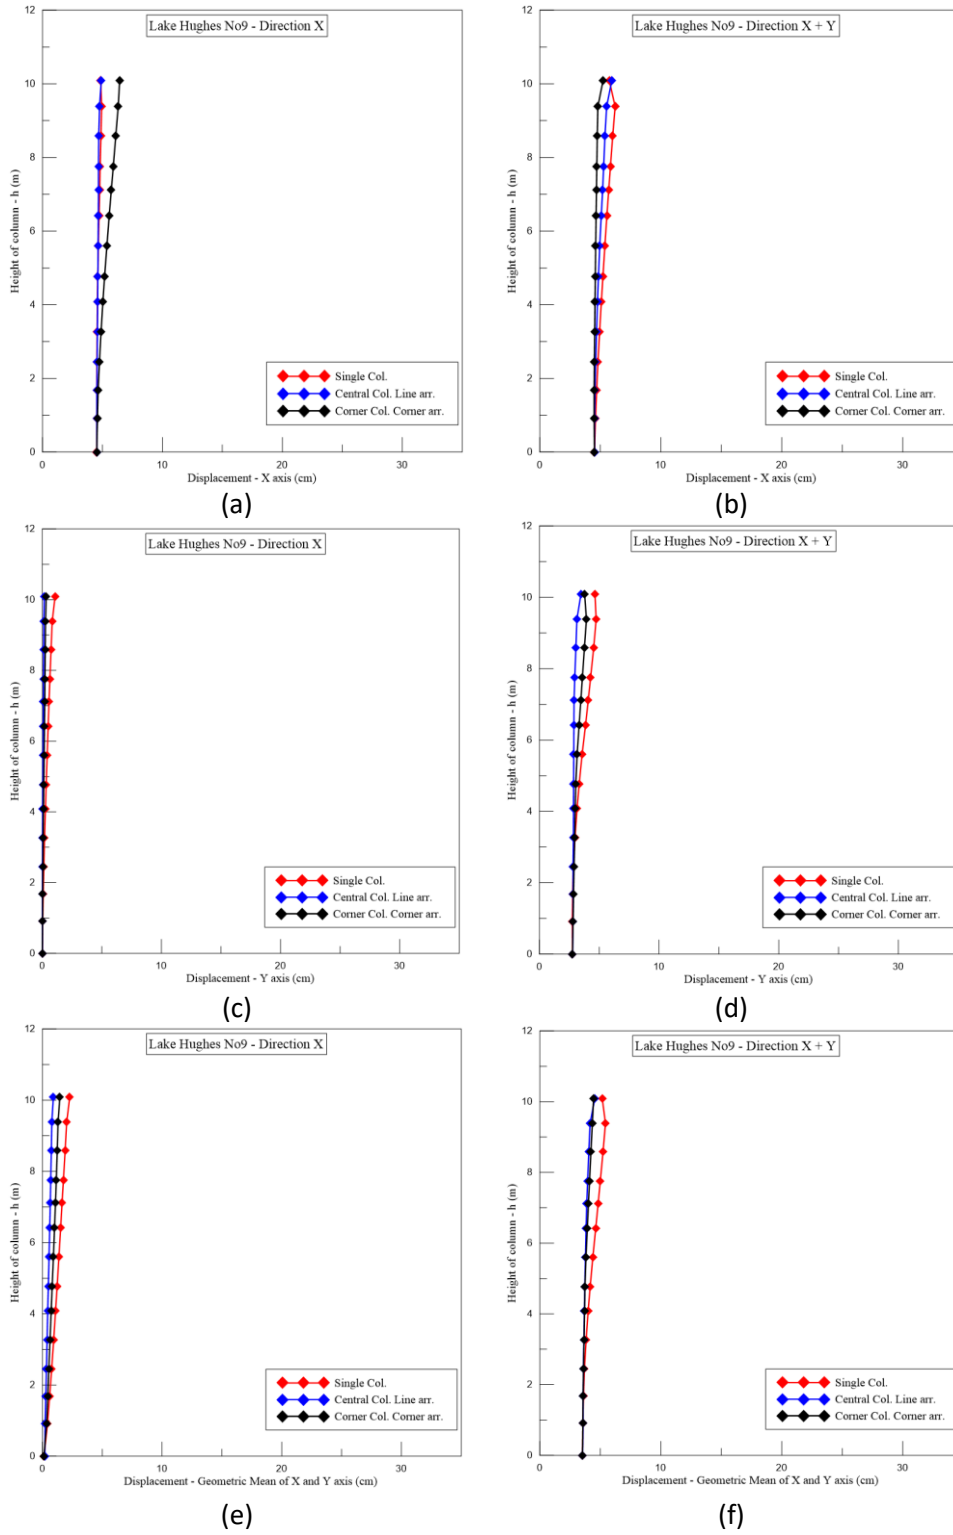 Lake Hughes No9 - Direction X
12
10
8
6
4
2
0
Height of column - h (m)
Single Col.
Central Col. Line arr.
Corner Col. Corner arr.
0 10 20 30
Displacement - X axis (cm)
(a)
Lake Hughes No9 - Direction X + Y
12
10
8
6
4
2
0
Height of column - h (m)
Single Col.
Central Col. Line arr.
Corner Col. Corner arr.
0 10 20 30
Displacement - X axis (cm)
(b)
Lake Hughes No9 - Direction X
12
10
8
6
4
2
0
Height of column - h (m)
Single Col.
Central Col. Line arr.
Corner Col. Corner arr.
0 10 20 30
Displacement - Y axis (cm)
(c)
Lake Hughes No9 - Direction X + Y
12
10
8
6
4
2
0
Height of column - h (m)
Single Col.
Central Col. Line arr.
Corner Col. Corner arr.
0 10 20 30
Displacement - Y axis (cm)
(d)
Lake Hughes No9 - Direction X
12
10
8
6
4
2
0
Height of column - h (m)
Single Col.
Central Col. Line arr.
Corner Col. Corner arr.
0 10 20 30
Displacement - Geometric Mean of X and Y axis (cm)
(e)
Lake Hughes No9 - Direction X + Y
12
10
8
6
4
2
0
Height of column - h (m)
Single Col.
Central Col. Line arr.
Corner Col. Corner arr.
0 10 20 30
Displacement - Geometric Mean of X and Y axis (cm)
(f)